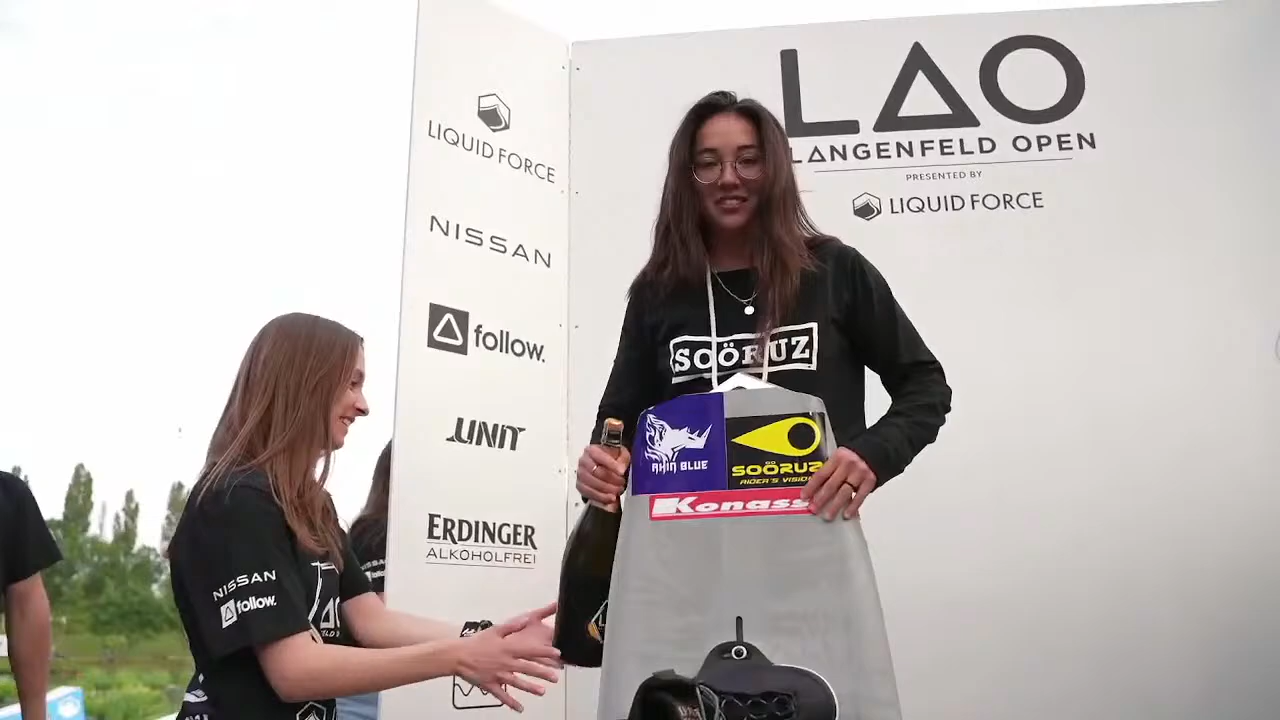 LIQUID FORCE
NISSAN
follow.
UNIT
ERDINGER
ALKOHOLFREI
LAO
LANGENFELD OPEN
PRESENTED BY
LIQUID FORCE
SOÖRUZ
RHIN BLUE
SOÖRUZ
RIDER'S VISION
Konass
NISSAN
follow.